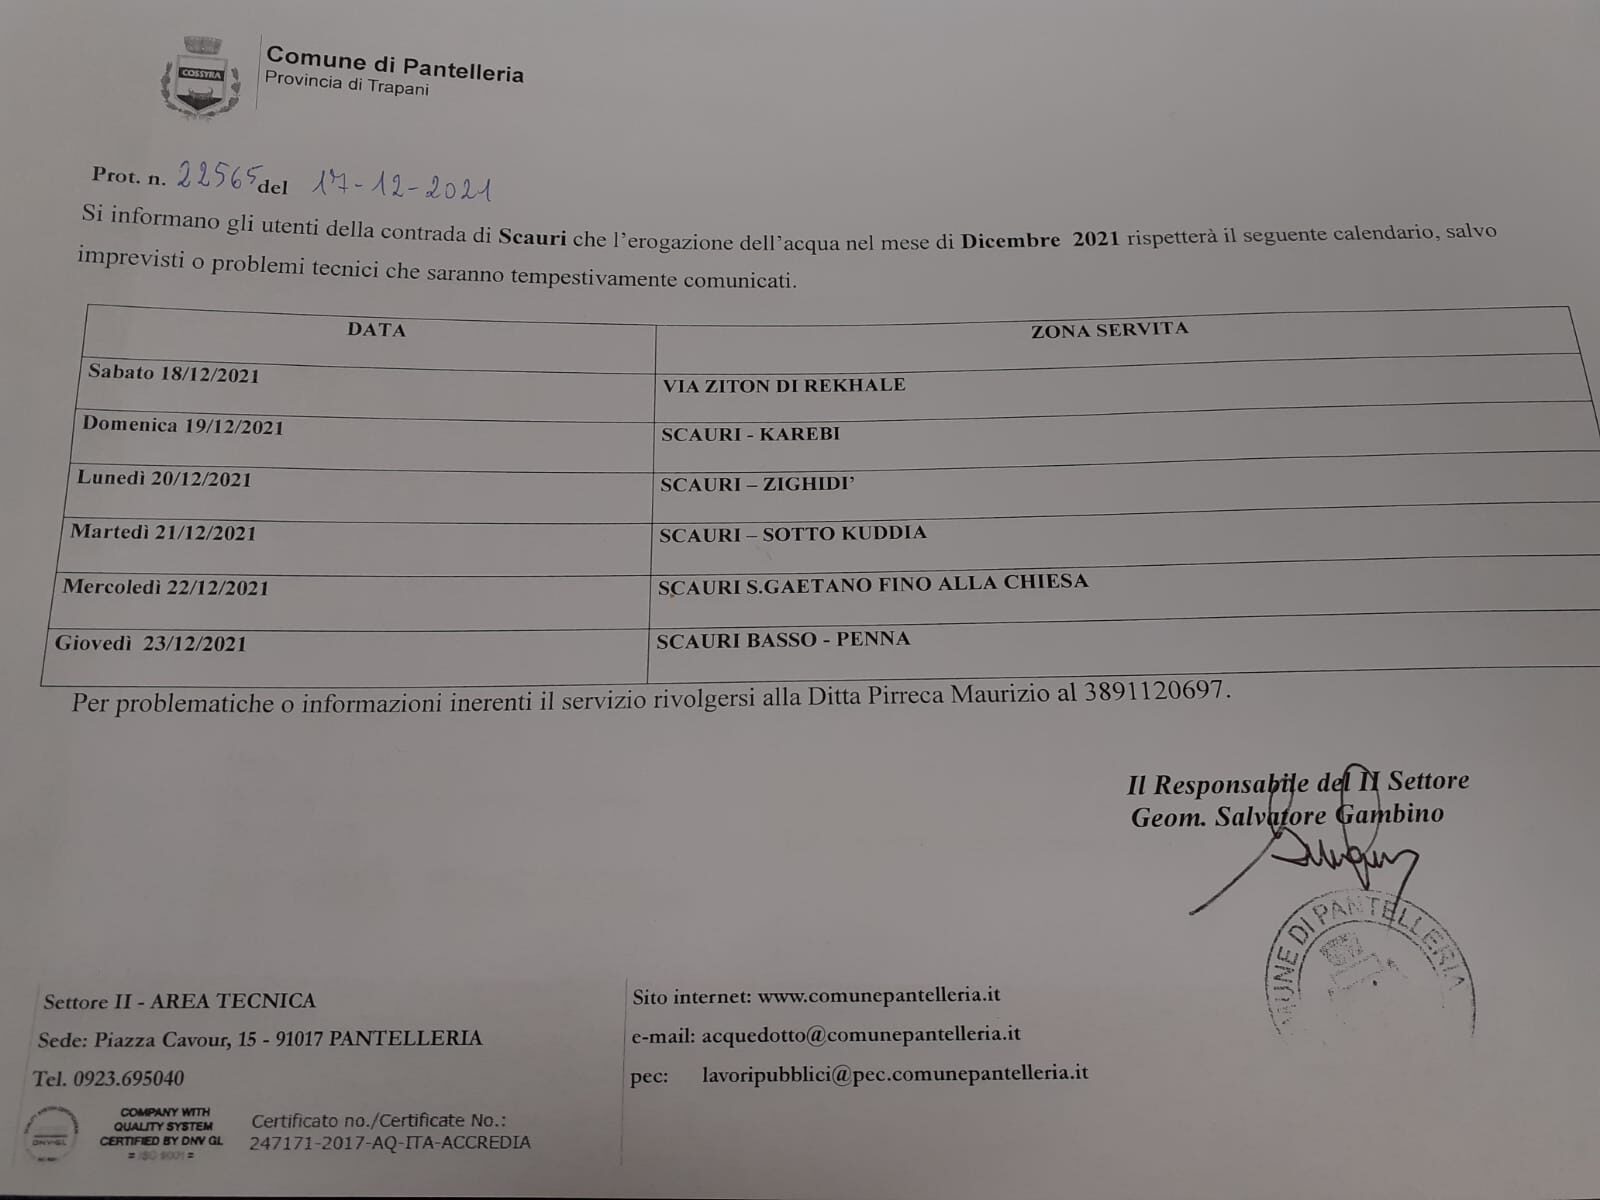 COSSYRA
Comune di Pantelleria
Provincia di Trapani
Prot. n. 22565 del 17-12-2021
Si informano gli utenti della contrada di Scauri che l'erogazione dell'acqua nel mese di Dicembre 2021 rispetterà il seguente calendario, salvo
imprevisti o problemi tecnici che saranno tempestivamente comunicati.
DATA ZONA SERVITA
Sabato 18/12/2021 VIA ZITON DI REKHALE
Domenica 19/12/2021 SCAURI - KAREBI
Lunedì 20/12/2021 SCAURI – ZIGHIDI'
Martedì 21/12/2021 SCAURI – SOTTO KUDDIA
Mercoledì 22/12/2021 SCAURI S.GAETANO FINO ALLA CHIESA
Giovedì 23/12/2021 SCAURI BASSO - PENNA
Per problematiche o informazioni inerenti il servizio rivolgersi alla Ditta Pirreca Maurizio al 3891120697.
Il Responsabile del II Settore
Geom. Salvatore Gambino
MUNE DI PANTELLERIA
Settore II - AREA TECNICA
Sede: Piazza Cavour, 15 - 91017 PANTELLERIA
Tel. 0923.695040
Sito internet: www.comunepantelleria.it
e-mail: acquedotto@comunepantelleria.it
pec: lavoripubblici@pec.comunepantelleria.it
DNV·GL
COMPANY WITH
QUALITY SYSTEM
CERTIFIED BY DNV GL
= ISO 9001 =
Certificato no./Certificate No.:
247171-2017-AQ-ITA-ACCREDIA